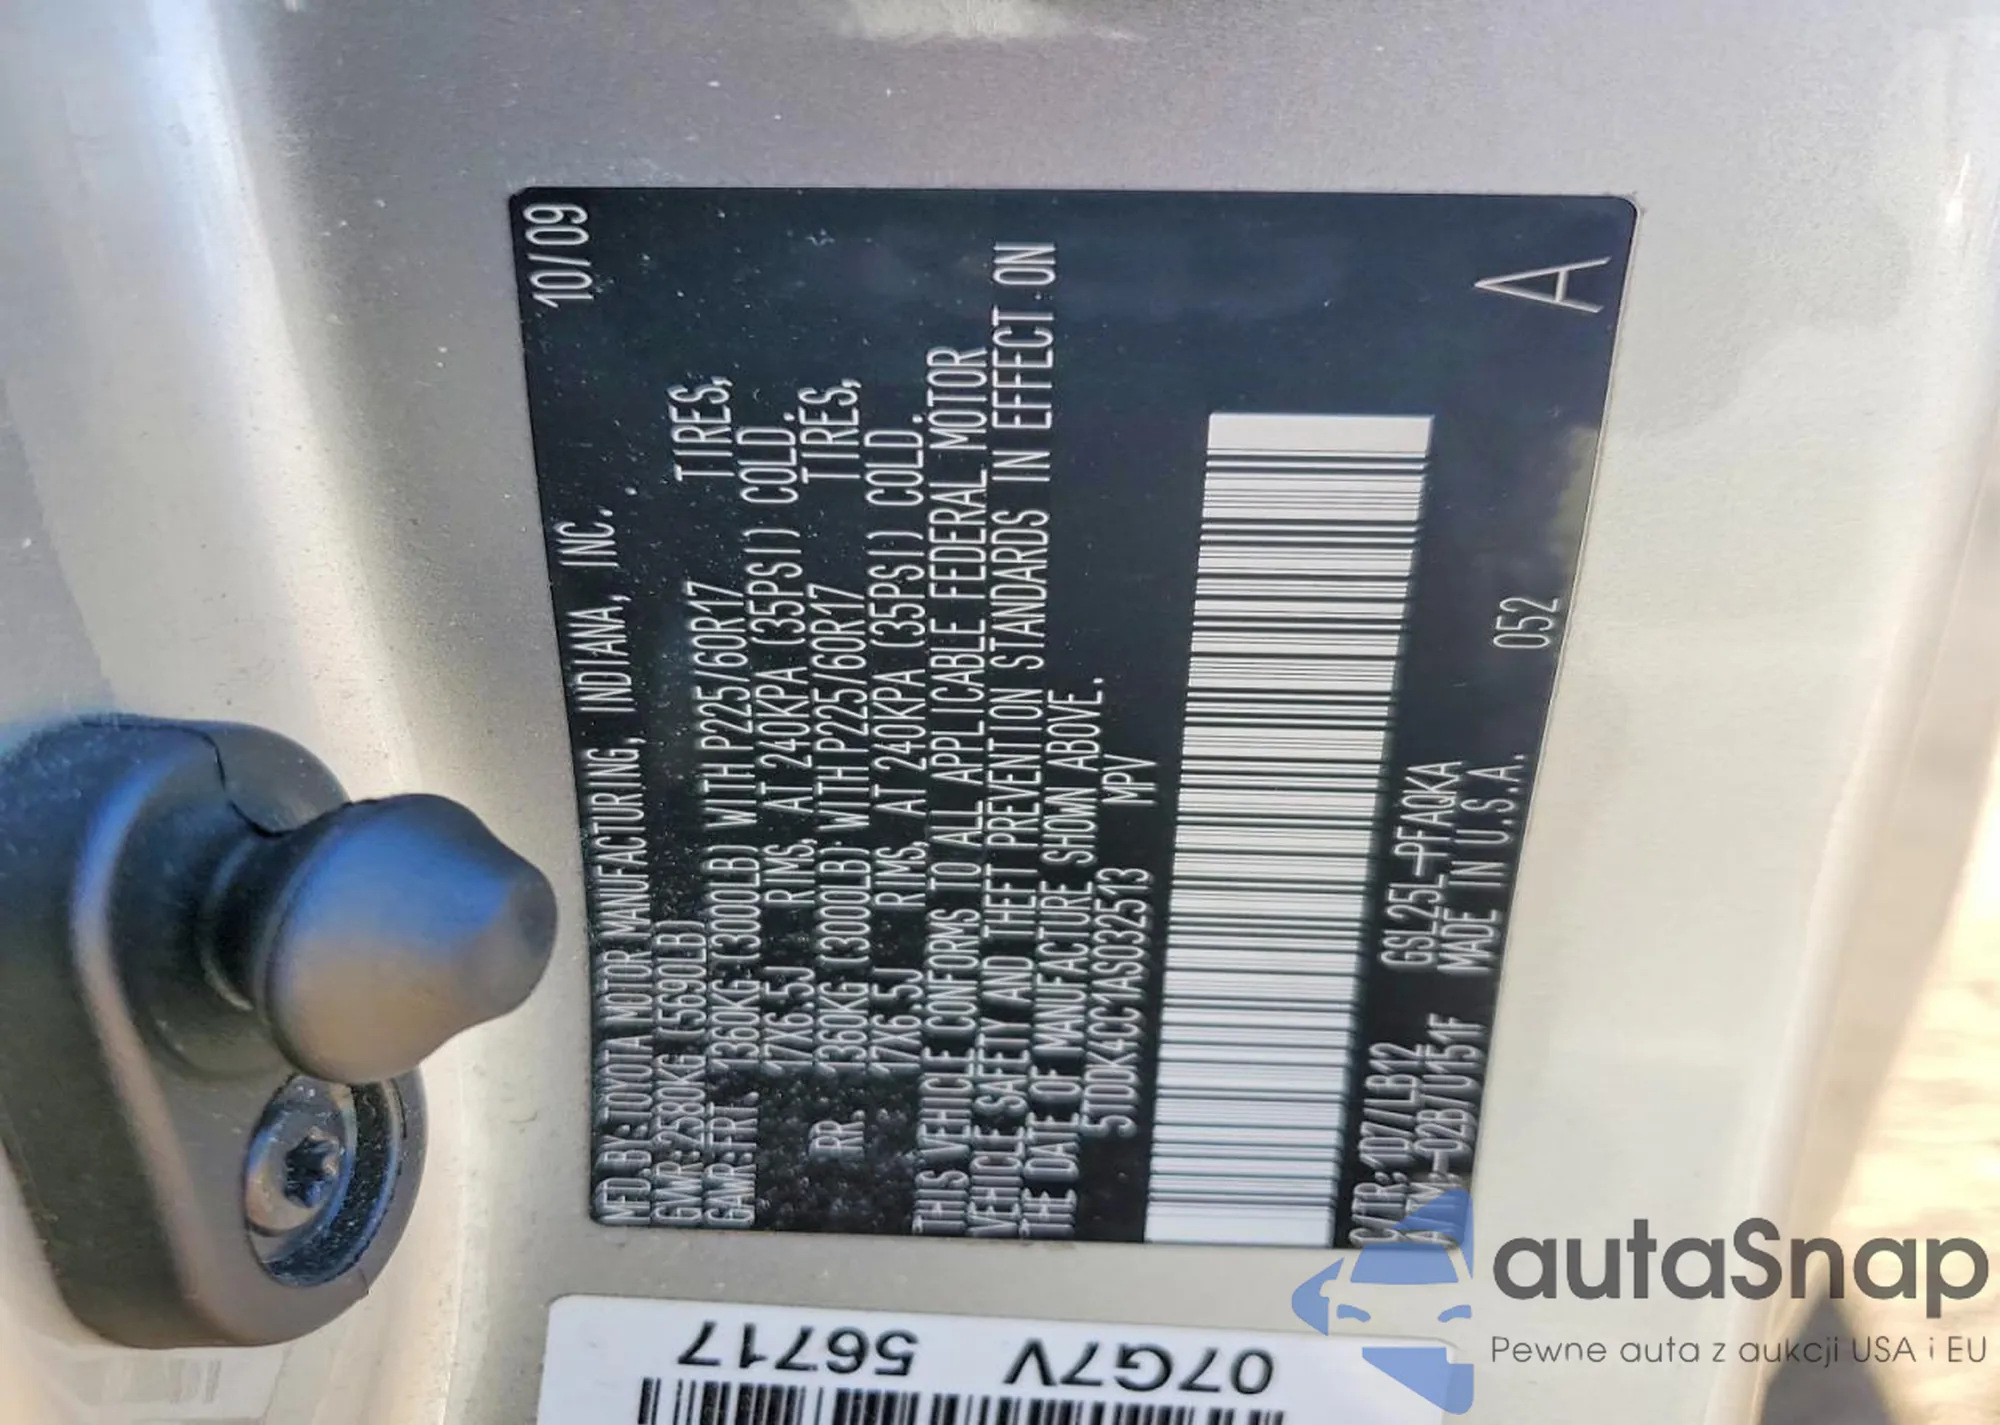 MFD.BY:TOYOTA MOTOR MANUFACTURING, INDIANA, INC. 10/09
GVWR:2580KG (5690LB)
GAWR:FRT. 1360KG (3000LB) WITH P225/60R17 TIRES,
17X6.5J RIMS, AT 240KPA (35PSI) COLD.
RR. 1360KG (3000LB) WITH P225/60R17 TIRES,
17X6.5J RIMS, AT 240KPA (35PSI) COLD.
THIS VEHICLE CONFORMS TO ALL APPLICABLE FEDERAL MOTOR
VEHICLE SAFETY AND THEFT PREVENTION STANDARDS IN EFFECT ON
THE DATE OF MANUFACTURE SHOWN ABOVE.
5TDDK4CC1AS032513 MPV
C/TR:1D7/LB12 GSL25L-PFAQKA
A/TM:-02B/U151F MADE IN U.S.A. 052 A
07G7V 56717
autaSnap
Pewne auta z aukcji USA i EU